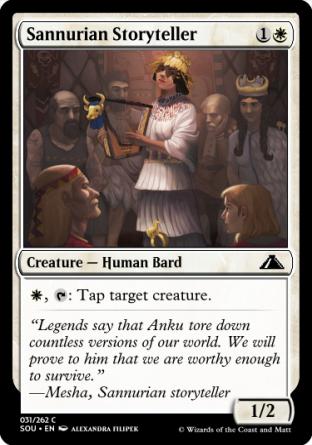 Sannurian Storyteller 1
Creature — Human Bard
, : Tap target creature.
“Legends say that Anku tore down
countless versions of our world. We will
prove to him that we are worthy enough
to survive.”
—Mesha, Sannurian storyteller
1/2
031/262 C
SOU • EN ALEXANDRA FILIPEK
© Wizards of the Coast and Matt